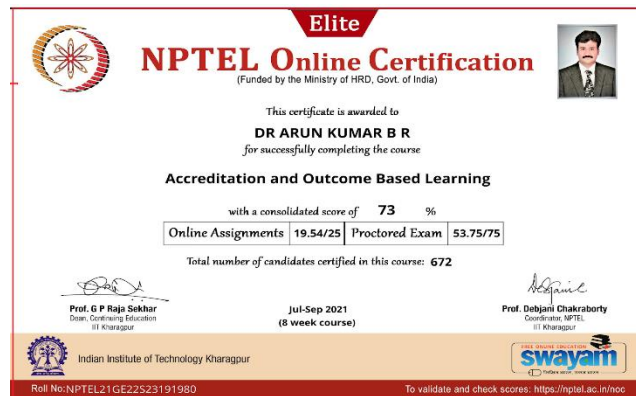 Elite
NPTEL Online Certification
(Funded by the Ministry of HRD, Govt. of India)
This certificate is awarded to
DR ARUN KUMAR B R
for successfully completing the course
Accreditation and Outcome Based Learning
with a consolidated score of 73 %
Online Assignments 19.54/25 Proctored Exam 53.75/75
Total number of candidates certified in this course: 672
Prof. G P Raja Sekhar
Dean, Continuing Education
IIT Kharagpur
Jul-Sep 2021
(8 week course)
Prof. Debjani Chakraborty
Coordinator, NPTEL
IIT Kharagpur
Indian Institute of Technology Kharagpur
FREE ONLINE EDUCATION
swayam
Roll No:NPTEL21GE22S23191980
To validate and check scores: https://nptel.ac.in/noc